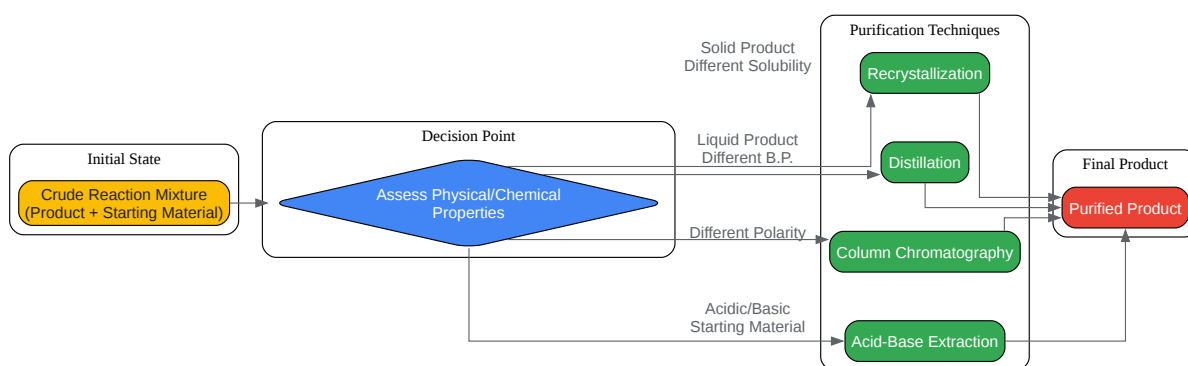 Initial State
Crude Reaction Mixture
(Product + Starting Material)
Decision Point
Assess Physical/Chemical
Properties
Solid Product
Different Solubility
Liquid Product
Different B.P.
Different Polarity
Acidic/Basic
Starting Material
Purification Techniques
Recrystallization
Distillation
Column Chromatography
Acid-Base Extraction
Final Product
Purified Product